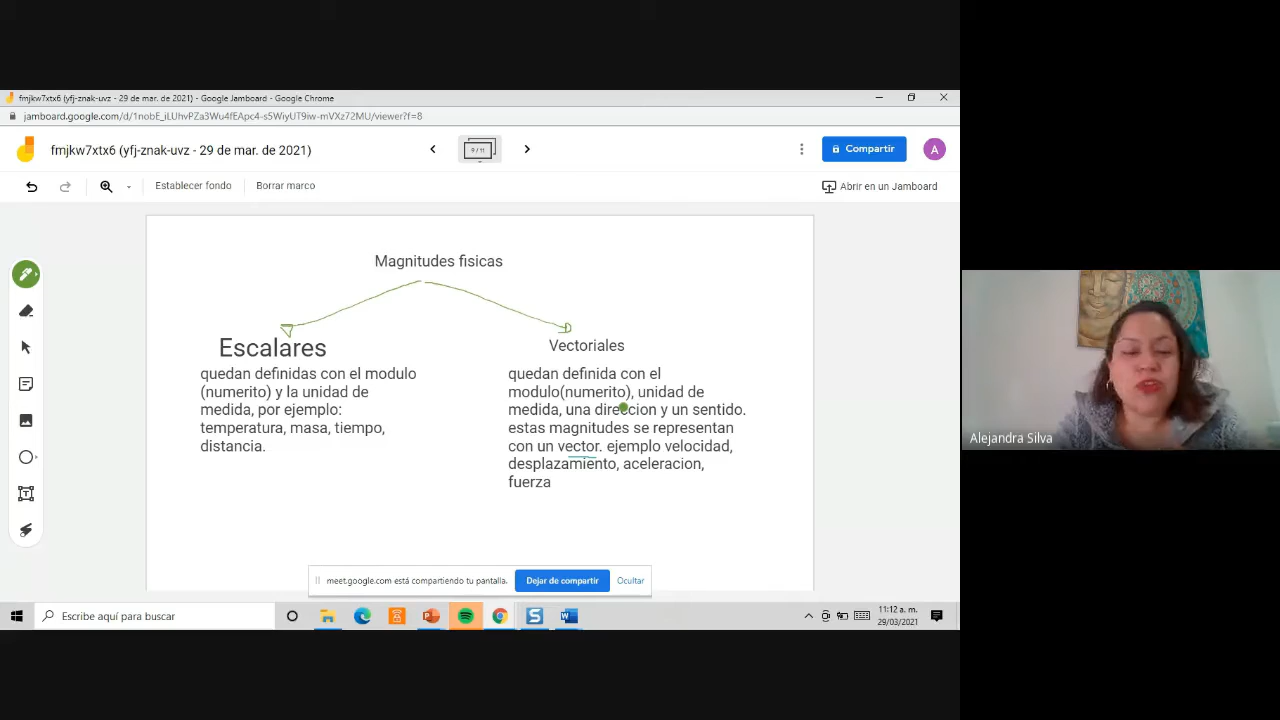 fmjkw7xtx6 (yfj-znak-uvz - 29 de mar. de 2021) - Google Jamboard - Google Chrome
jamboard.google.com/d/1nobE_iLUhvPZa3Wu4fEApc4-s5WiyUT9iw-mVXz72MU/viewer?f=8
fmjkw7xtx6 (yfj-znak-uvz - 29 de mar. de 2021)
9 / 11
Compartir
A
Establecer fondo
Borrar marco
Abrir en un Jamboard
Magnitudes fisicas
Escalares
quedan definidas con el modulo
(numerito) y la unidad de
medida, por ejemplo:
temperatura, masa, tiempo,
distancia.
Vectoriales
quedan definida con el
modulo(numerito), unidad de
medida, una direccion y un sentido.
estas magnitudes se representan
con un vector. ejemplo velocidad,
desplazamiento, aceleracion,
fuerza
Alejandra Silva
meet.google.com está compartiendo tu pantalla.
Dejar de compartir
Ocultar
Escribe aquí para buscar
11:12 a. m.
29/03/2021